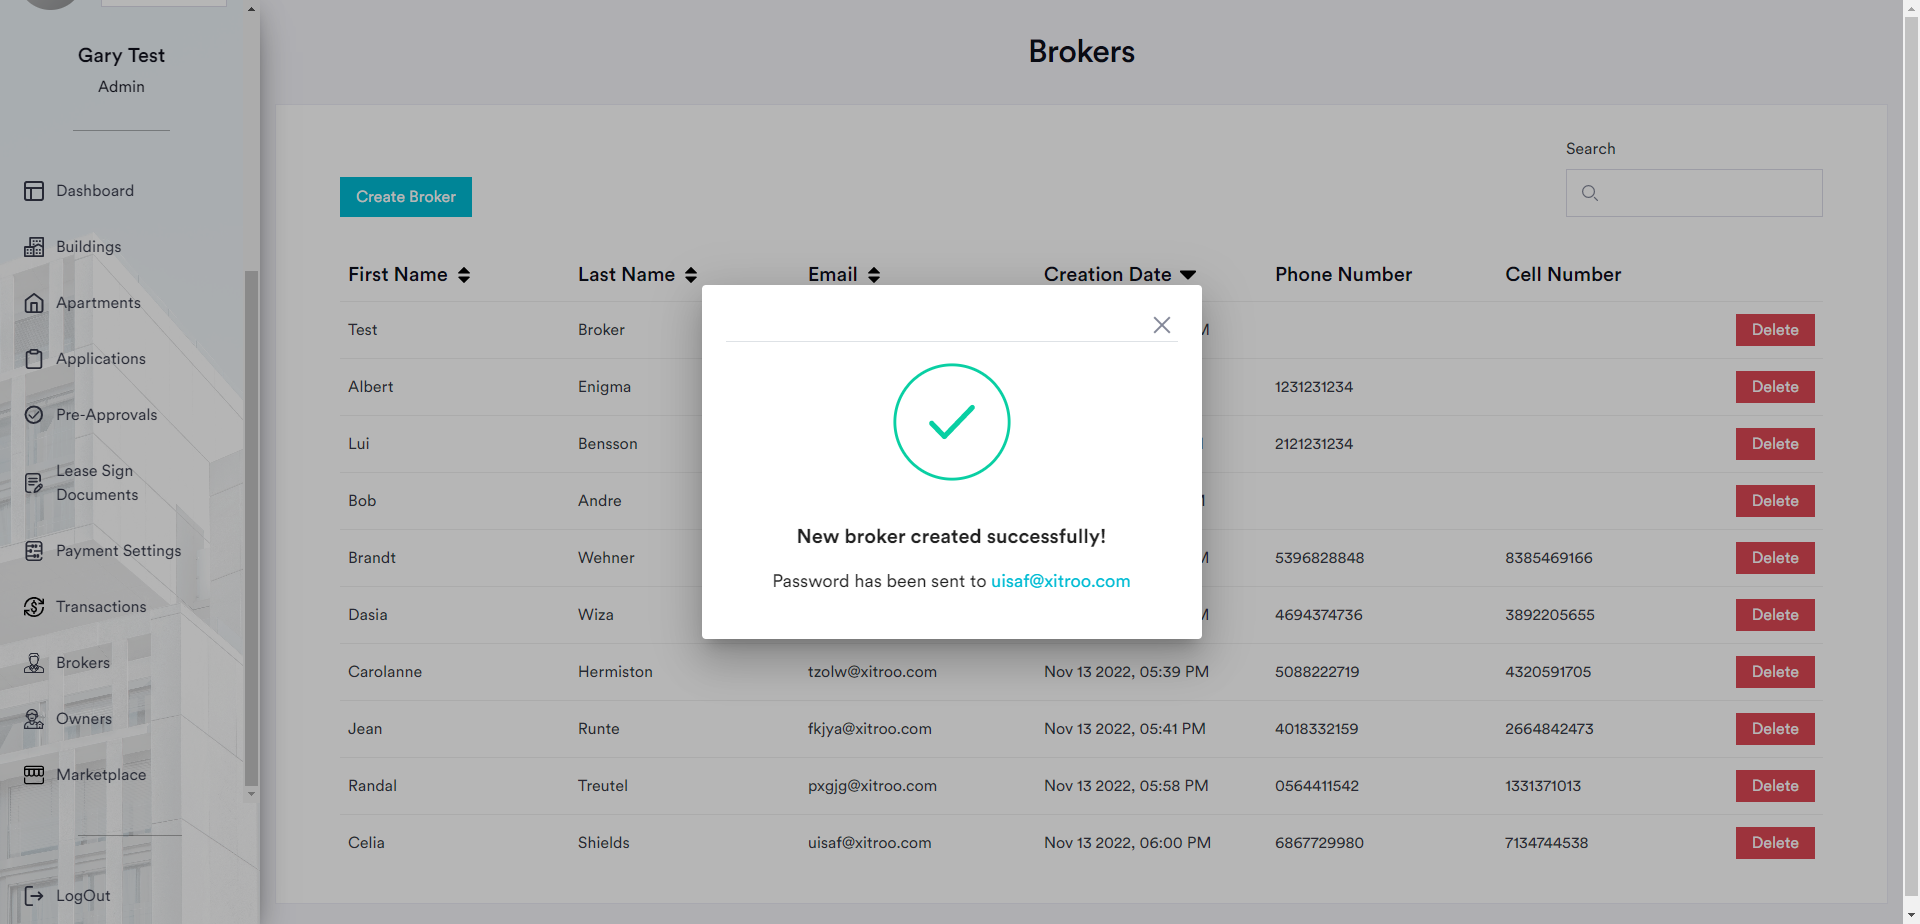 Gary Test
Admin
Dashboard
Buildings
Apartments
Applications
Pre-Approvals
Lease Sign
Documents
Payment Settings
Transactions
Brokers
Owners
Marketplace
LogOut
Brokers
Search
Create Broker
First Name Last Name Email Creation Date Phone Number Cell Number
Test Broker Delete
Albert Enigma 1231231234 Delete
Lui Bensson 2121231234 Delete
Bob Andre Delete
Brandt Wehner 5396828848 8385469166 Delete
Dasia Wiza 4694374736 3892205655 Delete
Carolanne Hermiston tzolw@xitroo.com Nov 13 2022, 05:39 PM 5088222719 4320591705 Delete
Jean Runte fkjya@xitroo.com Nov 13 2022, 05:41 PM 4018332159 2664842473 Delete
Randal Treutel pxgjg@xitroo.com Nov 13 2022, 05:58 PM 0564411542 1331371013 Delete
Celia Shields uisaf@xitroo.com Nov 13 2022, 06:00 PM 6867729980 7134744538 Delete
New broker created successfully!
Password has been sent to uisaf@xitroo.com